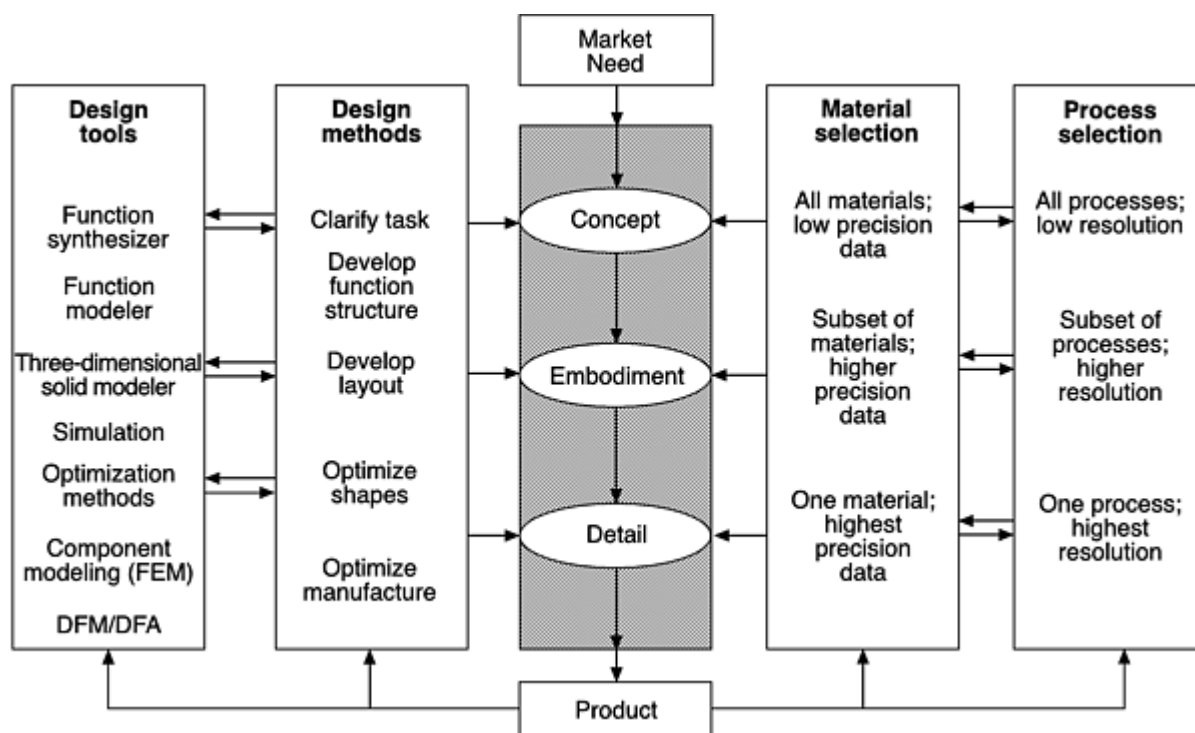 Market
Need
Design
tools
Function
synthesizer
Function
modeler
Three-dimensional
solid modeler
Simulation
Optimization
methods
Component
modeling (FEM)
DFM/DFA
Design
methods
Clarify task
Develop
function
structure
Develop
layout
Optimize
shapes
Optimize
manufacture
Concept
Embodiment
Detail
Material
selection
All materials;
low precision
data
Subset of
materials;
higher
precision
data
One material;
highest
precision
data
Process
selection
All processes;
low resolution
Subset of
processes;
higher
resolution
One process;
highest
resolution
Product